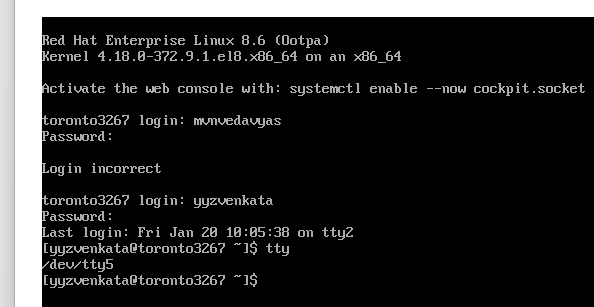 Red Hat Enterprise Linux 8.6 (Ootpa)
Kernel 4.18.0-372.9.1.el8.x86_64 on an x86_64
Activate the web console with: systemctl enable --now cockpit.socket
toronto3267 login: mvnvedavyas
Password:
Login incorrect
toronto3267 login: yyzvenkata
Password:
Last login: Fri Jan 20 10:05:38 on tty2
[yyzvenkata@toronto3267 ~]$ tty
/dev/tty5
[yyzvenkata@toronto3267 ~]$